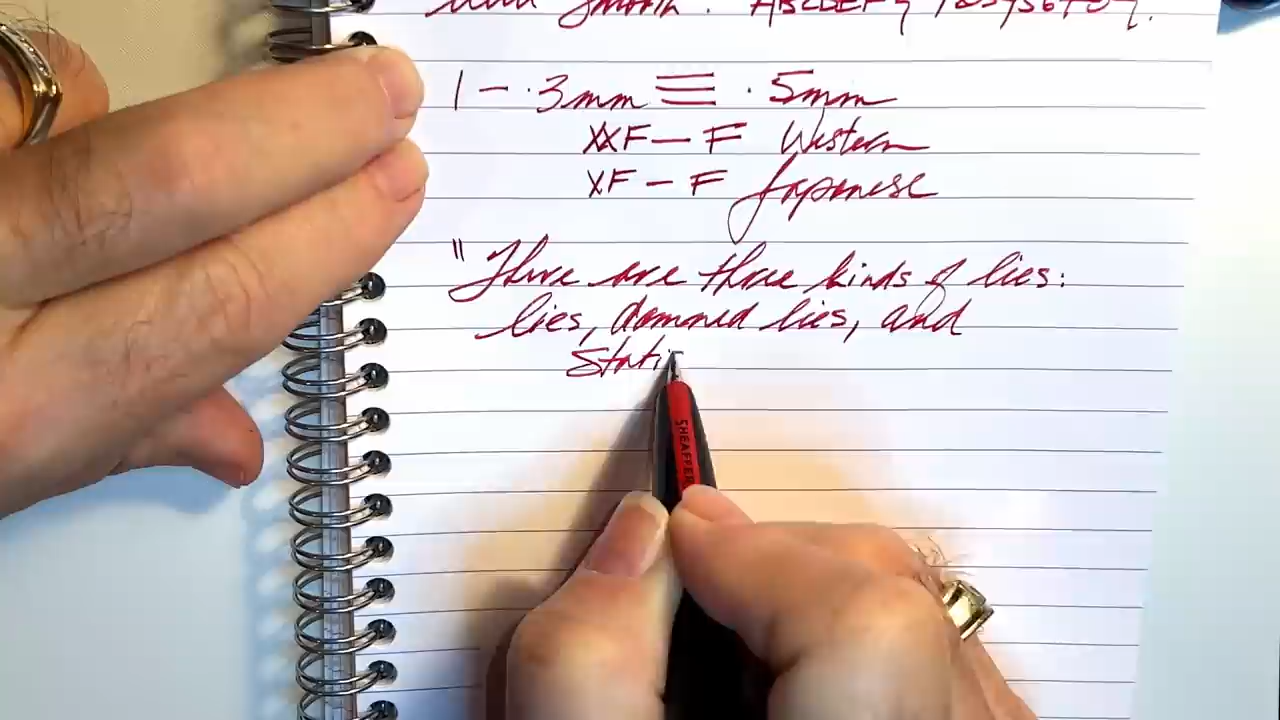 smooth. ABCDEFG
1 - .3mm ≡ .5mm
XXF - F Western
XF - F Japanese
"There are three kinds of lies:
lies, damned lies, and
Stati
SHEAFFER